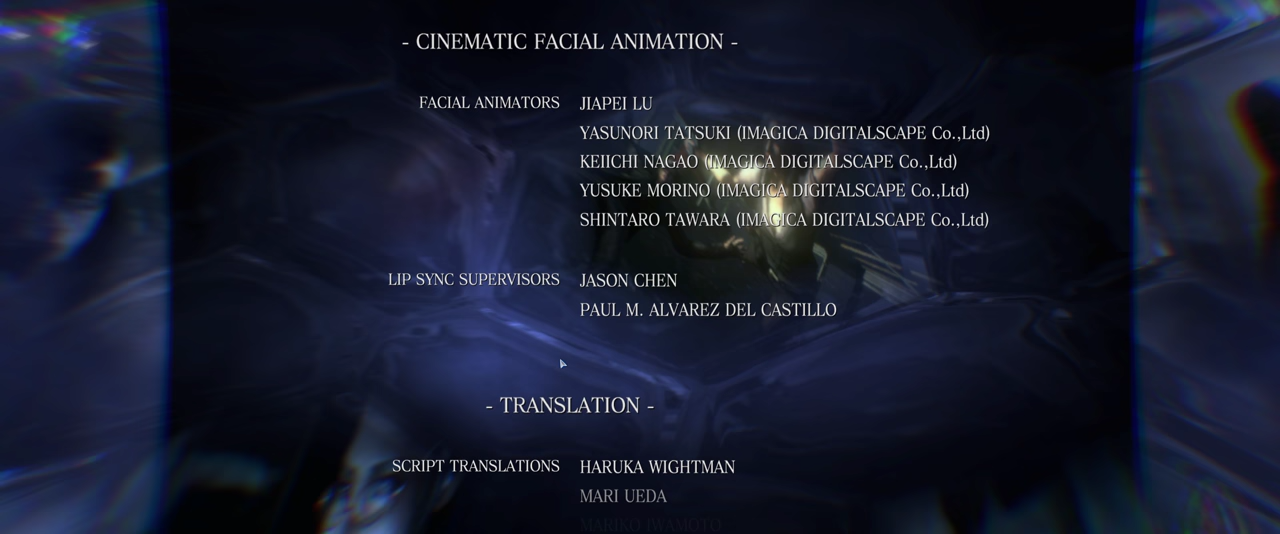 - CINEMATIC FACIAL ANIMATION -
FACIAL ANIMATORS JIAPEI LU
YASUNORI TATSUKI (IMAGICA DIGITALSCAPE Co.,Ltd)
KEIICHI NAGAO (IMAGICA DIGITALSCAPE Co.,Ltd)
YUSUKE MORINO (IMAGICA DIGITALSCAPE Co.,Ltd)
SHINTARO TAWARA (IMAGICA DIGITALSCAPE Co.,Ltd)
LIP SYNC SUPERVISORS JASON CHEN
PAUL M. ALVAREZ DEL CASTILLO
- TRANSLATION -
SCRIPT TRANSLATIONS HARUKA WIGHTMAN
MARI UEDA
MARIKO IWAMOTO